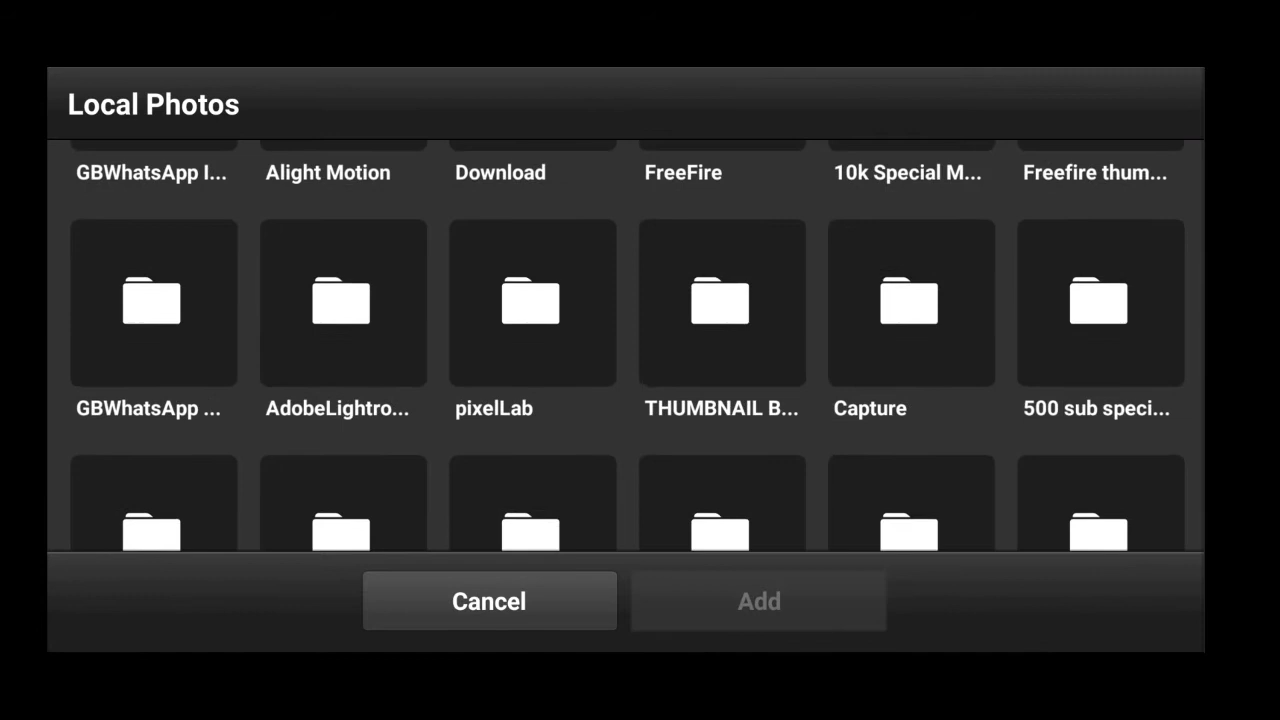 Local Photos
GBWhatsApp I...
Alight Motion
Download
FreeFire
10k Special M...
Freefire thum...
GBWhatsApp ...
AdobeLightro...
pixelLab
THUMBNAIL B...
Capture
500 sub speci...
Cancel
Add